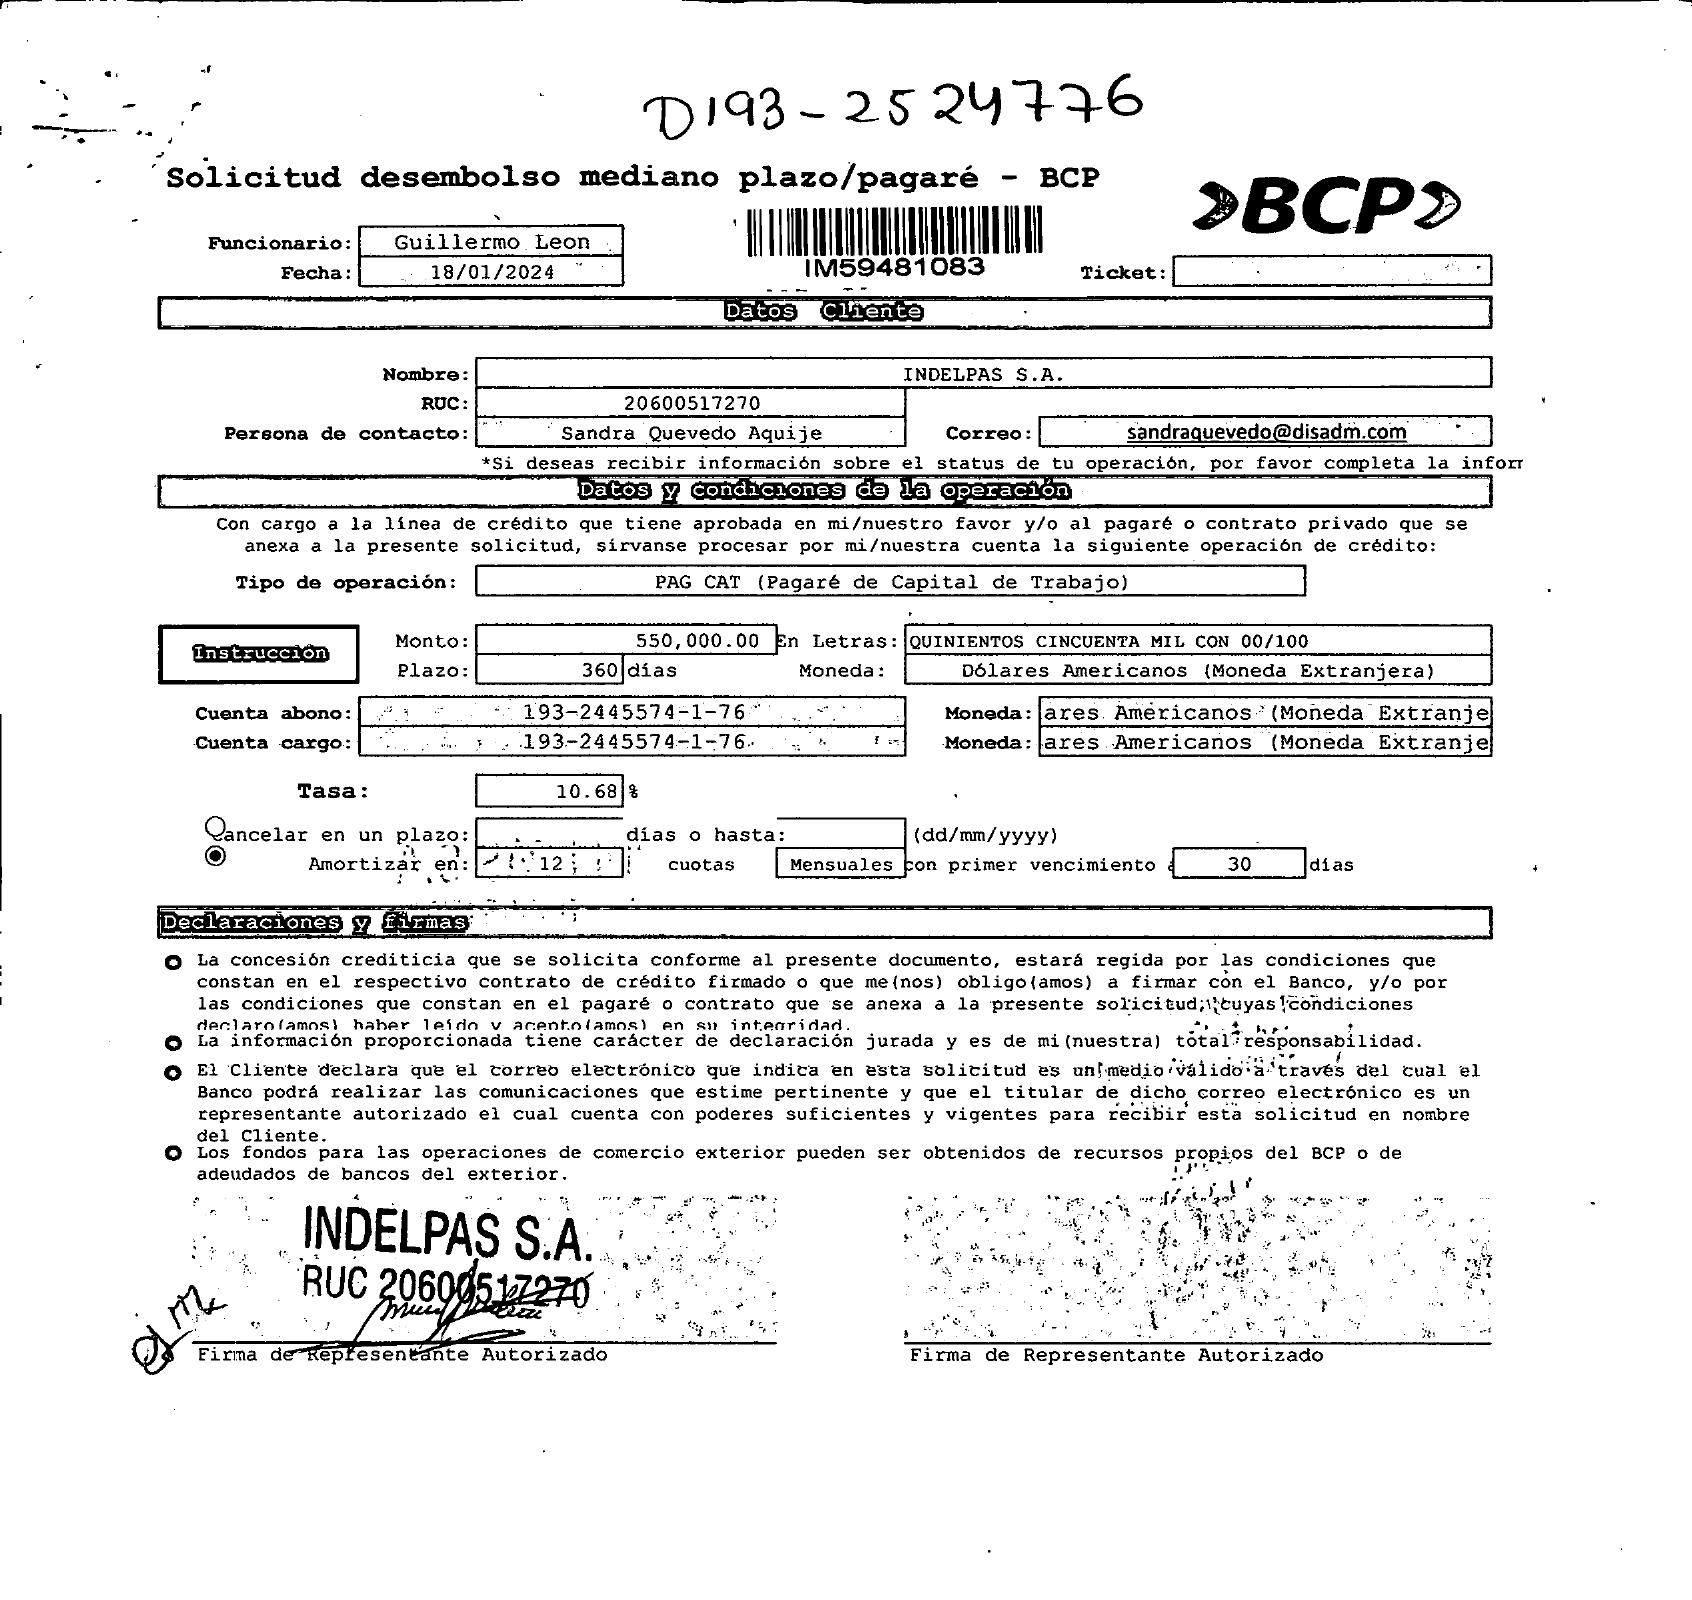 D193-2524776
Solicitud desembolso mediano plazo/pagaré - BCP
BCP
Funcionario: Guillermo Leon
Fecha: 18/01/2024
IM59481083
Ticket:
Datos Cliente
Nombre: INDELPAS S.A.
RUC: 20600517270
Persona de contacto: Sandra Quevedo Aquije Correo: sandraquevedo@disadm.com
*Si deseas recibir información sobre el status de tu operación, por favor completa la inforr
Datos y condiciones de la operación
Con cargo a la línea de crédito que tiene aprobada en mi/nuestro favor y/o al pagaré o contrato privado que se
anexa a la presente solicitud, sírvanse procesar por mi/nuestra cuenta la siguiente operación de crédito:
Tipo de operación: PAG CAT (Pagaré de Capital de Trabajo)
Instrucción
Monto: 550,000.00 En Letras: QUINIENTOS CINCUENTA MIL CON 00/100
Plazo: 360 días Moneda: Dólares Americanos (Moneda Extranjera)
Cuenta abono: 193-2445574-1-76 Moneda: ares Americanos (Moneda Extranje
Cuenta cargo: 193-2445574-1-76 Moneda: ares Americanos (Moneda Extranje
Tasa: 10.68 %
ancelar en un plazo: días o hasta: (dd/mm/yyyy)
Amortizar en: 12 cuotas Mensuales con primer vencimiento a 30 días
Declaraciones y firmas
La concesión crediticia que se solicita conforme al presente documento, estará regida por las condiciones que
constan en el respectivo contrato de crédito firmado o que me(nos) obligo(amos) a firmar con el Banco, y/o por
las condiciones que constan en el pagaré o contrato que se anexa a la presente solicitud, cuyas condiciones
declaro(amos) haber leído y acepto(amos) en su integridad.
La información proporcionada tiene carácter de declaración jurada y es de mi(nuestra) total responsabilidad.
El Cliente declara que el correo electrónico que indica en esta solicitud es un medio válido a través del cual el
Banco podrá realizar las comunicaciones que estime pertinente y que el titular de dicho correo electrónico es un
representante autorizado el cual cuenta con poderes suficientes y vigentes para recibir esta solicitud en nombre
del Cliente.
Los fondos para las operaciones de comercio exterior pueden ser obtenidos de recursos propios del BCP o de
adeudados de bancos del exterior.
INDELPAS S.A.
RUC 20600517270
Firma de Representante Autorizado
Firma de Representante Autorizado